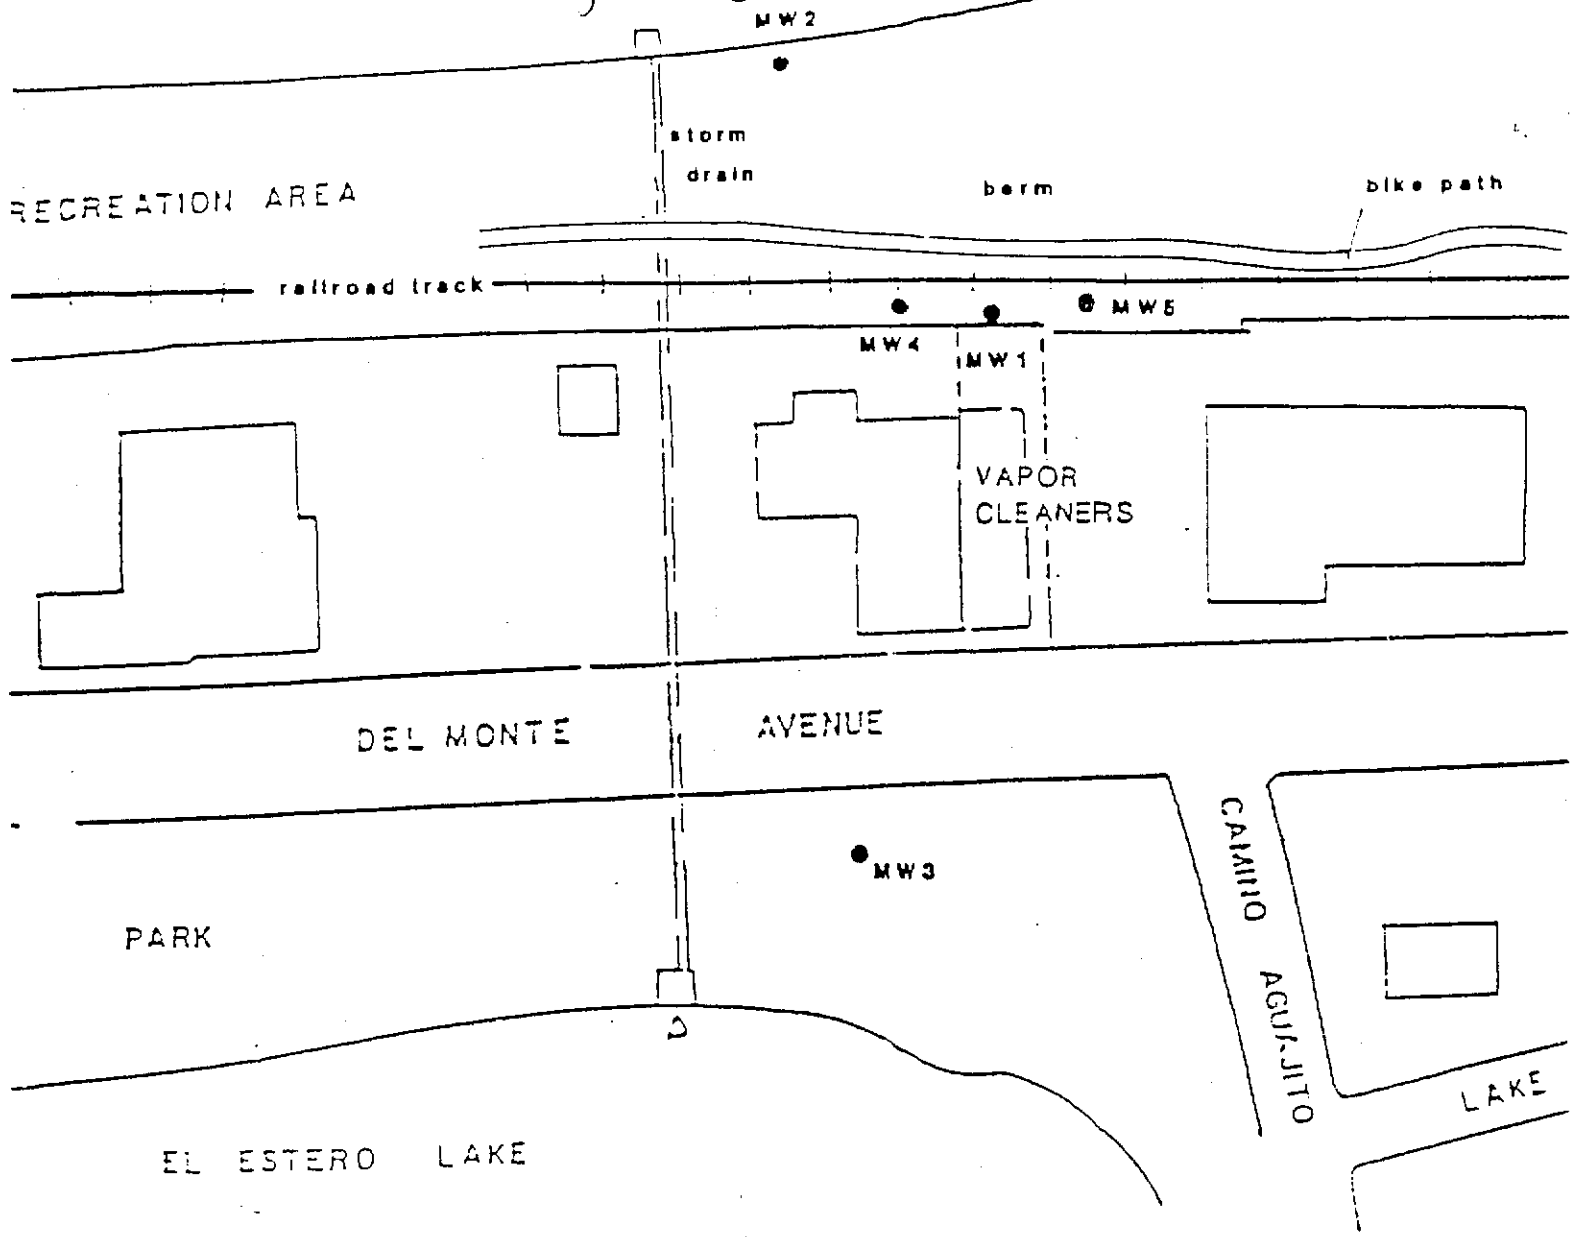 MW2
storm
drain
RECREATION AREA
berm
bike path
railroad track
MW4
MW1
MW5
VAPOR
CLEANERS
DEL MONTE AVENUE
MW3
CAMINO AGUAJITO
PARK
LAKE
EL ESTERO LAKE